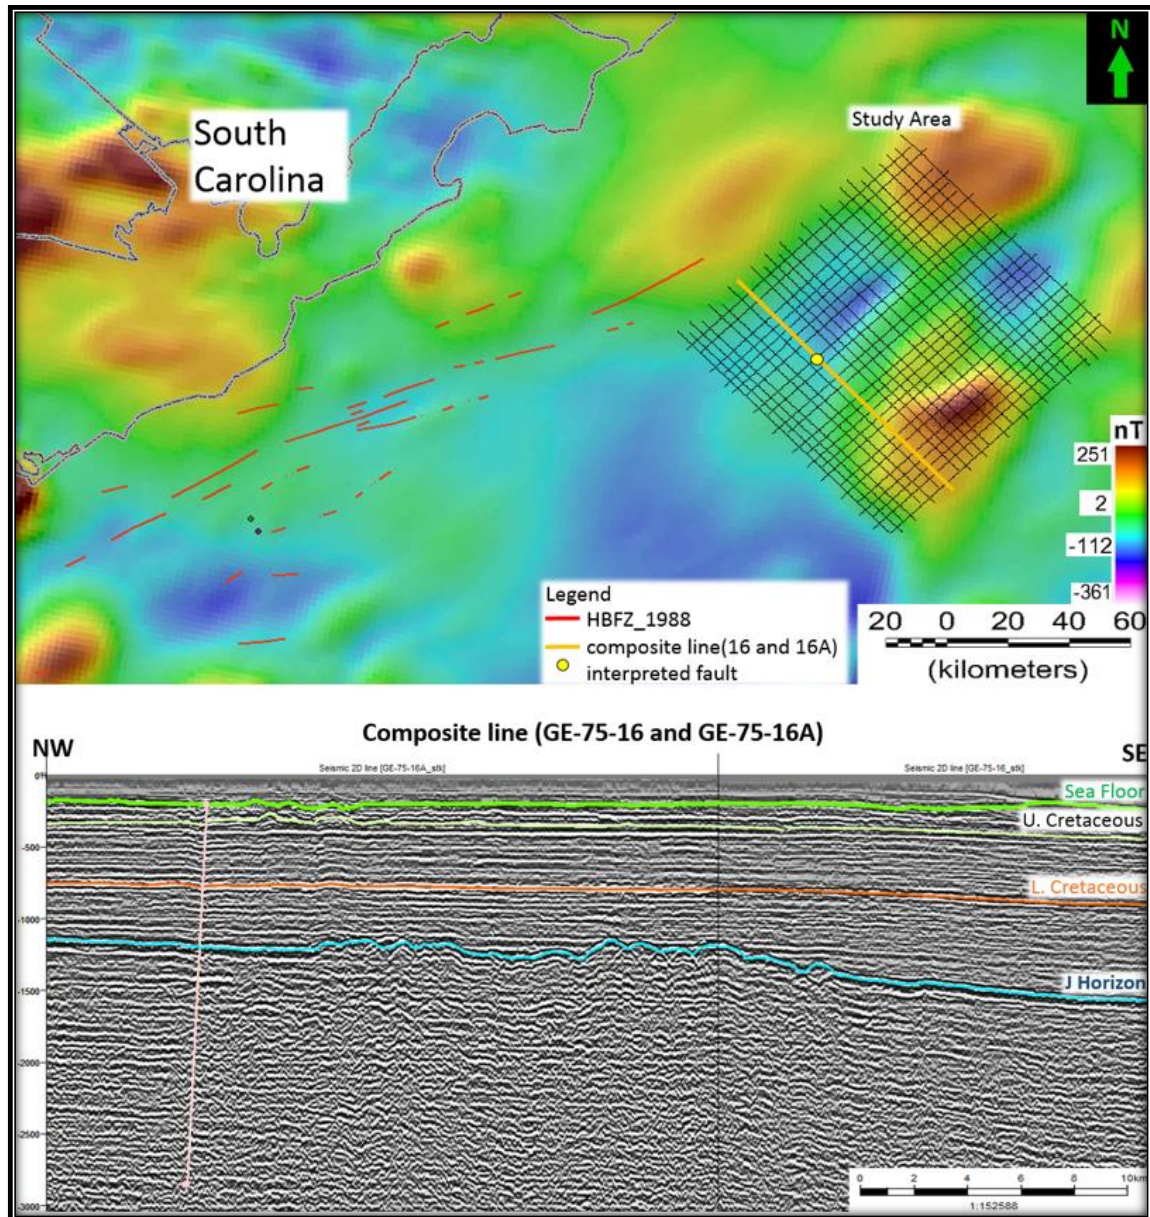 N
South
Carolina
Study Area
nT
251
2
-112
-361
Legend
HBFZ_1988
composite line(16 and 16A)
interpreted fault
20 0 20 40 60
(kilometers)
Composite line (GE-75-16 and GE-75-16A)
NW
SE
Seismic 2D line [GE-75-16A_stk]
Seismic 2D line [GE-75-16_stk]
Sea Floor
U. Cretaceous
-500
L. Cretaceous
-1000
J Horizon
-1500
-2000
-2500
0 2 4 6 8 10km
-3000
1:152588